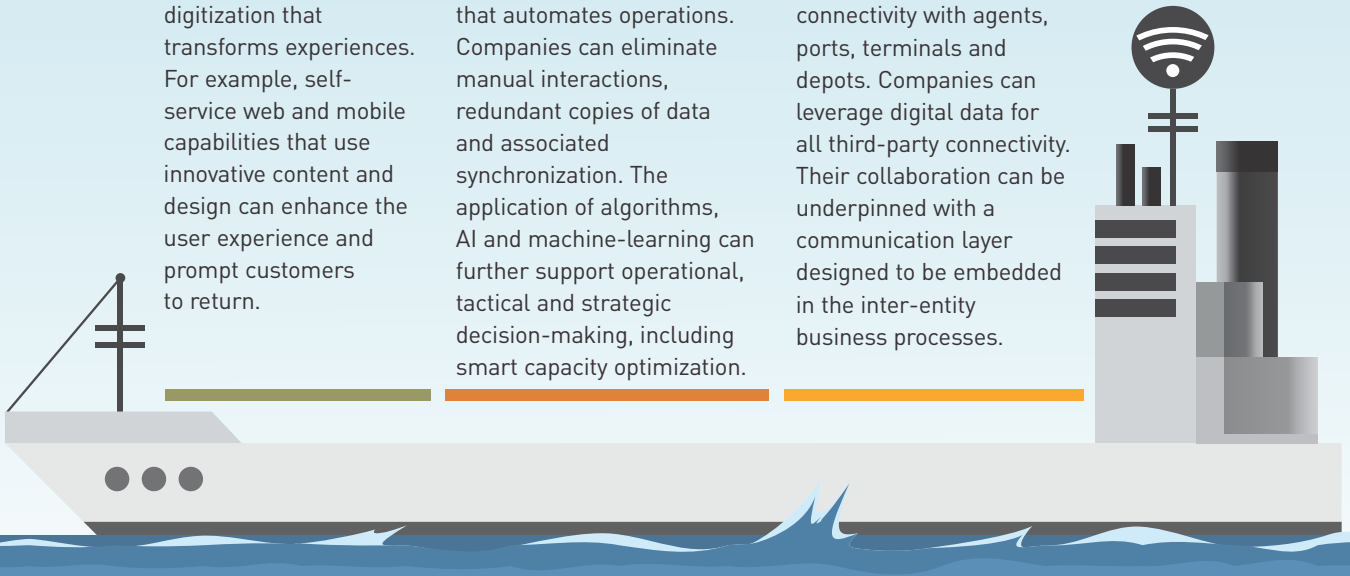 digitization that
transforms experiences.
For example, self-
service web and mobile
capabilities that use
innovative content and
design can enhance the
user experience and
prompt customers
to return.
that automates operations.
Companies can eliminate
manual interactions,
redundant copies of data
and associated
synchronization. The
application of algorithms,
AI and machine-learning can
further support operational,
tactical and strategic
decision-making, including
smart capacity optimization.
connectivity with agents,
ports, terminals and
depots. Companies can
leverage digital data for
all third-party connectivity.
Their collaboration can be
underpinned with a
communication layer
designed to be embedded
in the inter-entity
business processes.